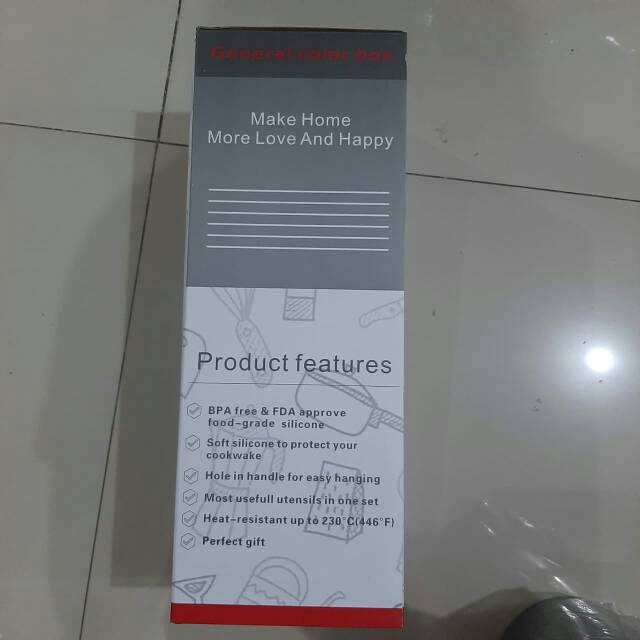 General color box
Make Home
More Love And Happy
Product features
BPA free & FDA approve
food-grade silicone
Soft silicone to protect your
cookwake
Hole in handle for easy hanging
Most usefull utensils in one set
Heat-resistant up to 230°C(446°F)
Perfect gift